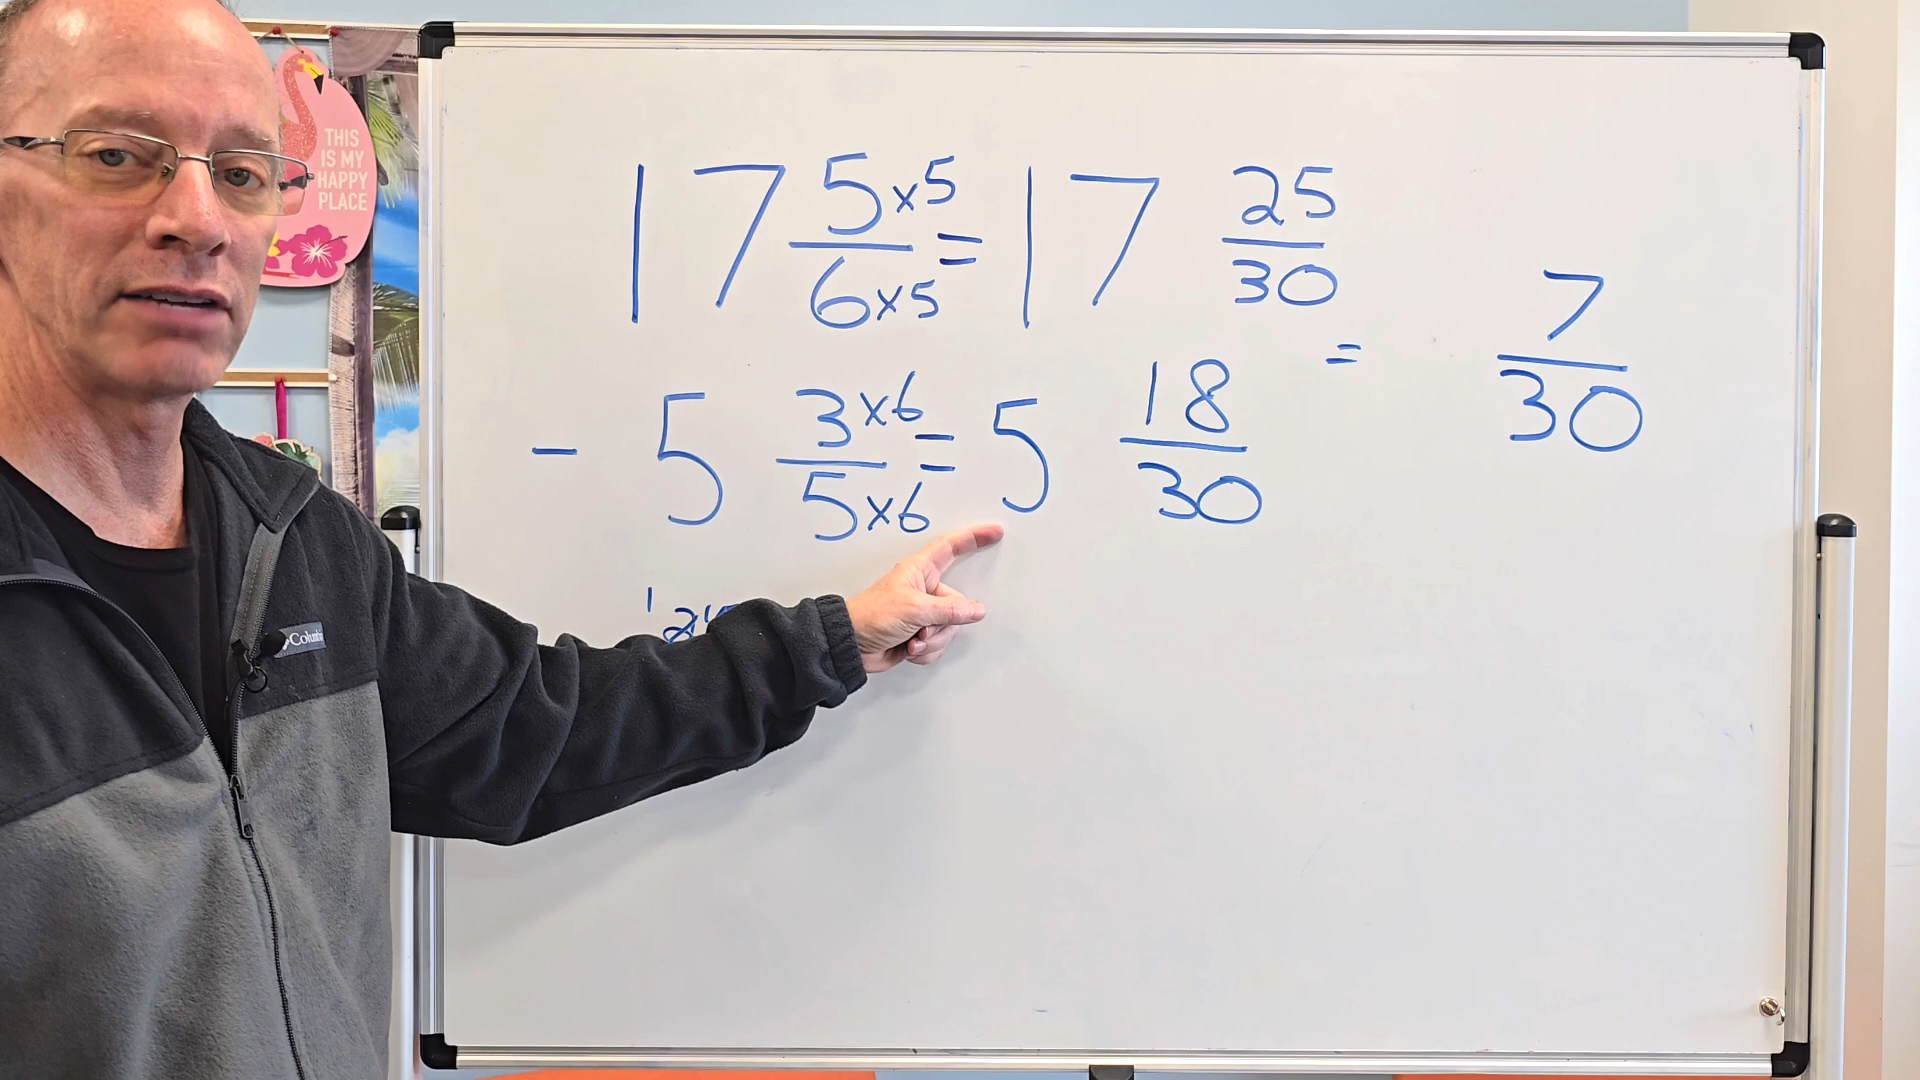 THIS
IS MY
HAPPY
PLACE
17 5×5/6×5 = 17 25/30
- 5 3×6/5×6 = 5 18/30
= 7/30
Columbia